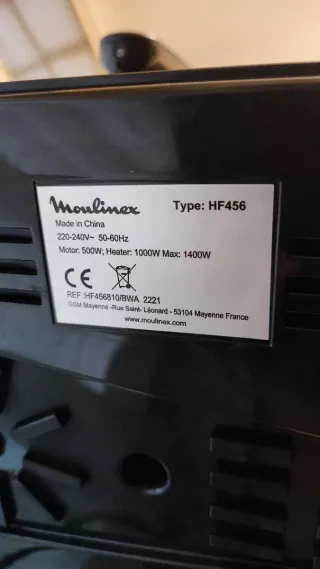 Moulinex Type: HF456
Made in China
220-240V~ 50-60Hz
Motor: 500W; Heater: 1000W Max: 1400W
CE
REF.:HF456810/BWA 2221
GSM Mayenne -Rue Saint- Léonard - 53104 Mayenne France
www.moulinex.com